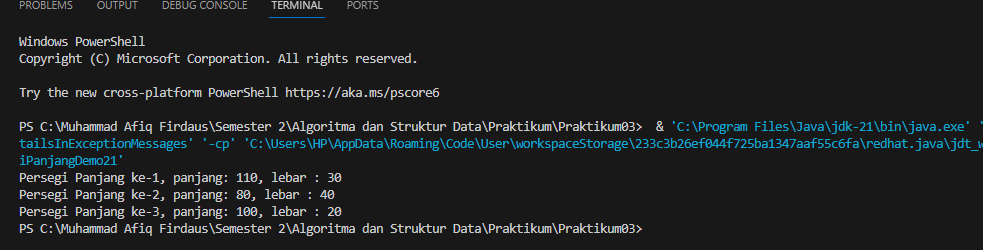 PROBLEMS OUTPUT DEBUG CONSOLE TERMINAL PORTS
Windows PowerShell
Copyright (C) Microsoft Corporation. All rights reserved.
Try the new cross-platform PowerShell https://aka.ms/pscore6
PS C:\Muhammad Afiq Firdaus\Semester 2\Algoritma dan Struktur Data\Praktikum\Praktikum03> & 'C:\Program Files\Java\jdk-21\bin\java.exe' '
tailsInExceptionMessages' '-cp' 'C:\Users\HP\AppData\Roaming\Code\User\workspaceStorage\233c3b26ef044f725ba1347aaf55c6fa\redhat.java\jdt_w
iPanjangDemo21'
Persegi Panjang ke-1, panjang: 110, lebar : 30
Persegi Panjang ke-2, panjang: 80, lebar : 40
Persegi Panjang ke-3, panjang: 100, lebar : 20
PS C:\Muhammad Afiq Firdaus\Semester 2\Algoritma dan Struktur Data\Praktikum\Praktikum03>